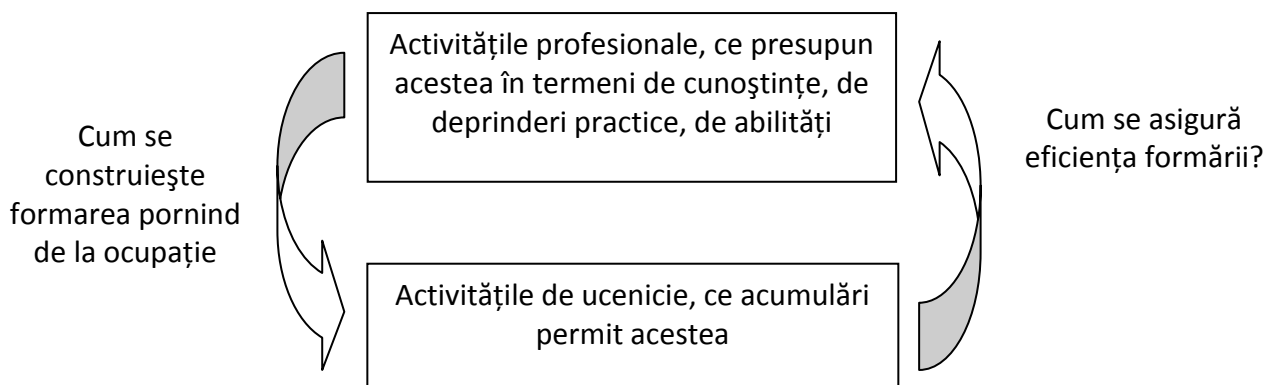 Activitățile profesionale, ce presupun
acestea în termeni de cunoştințe, de
deprinderi practice, de abilități
Cum se
construieşte
formarea pornind
de la ocupație
Cum se asigură
eficiența formării?
Activitățile de ucenicie, ce acumulări
permit acestea